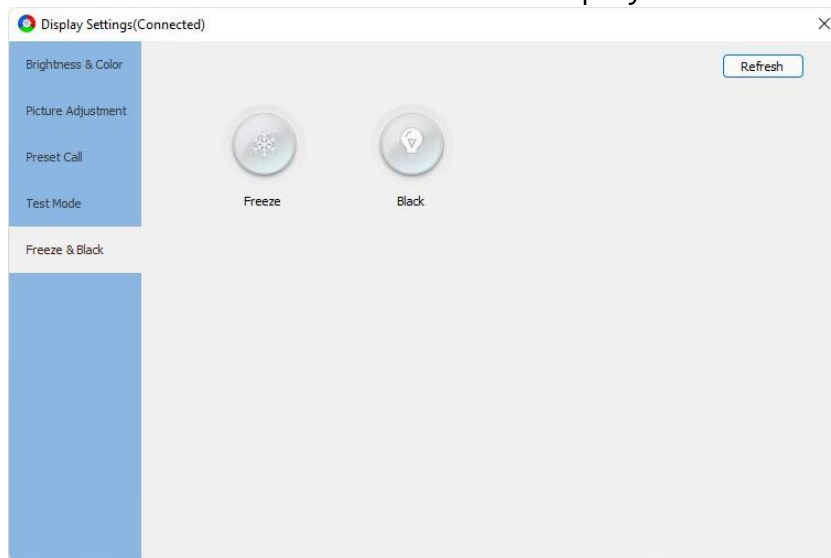 Display Settings(Connected)
Brightness & Color
Refresh
Picture Adjustment
Preset Call
Test Mode
Freeze
Black
Freeze & Black